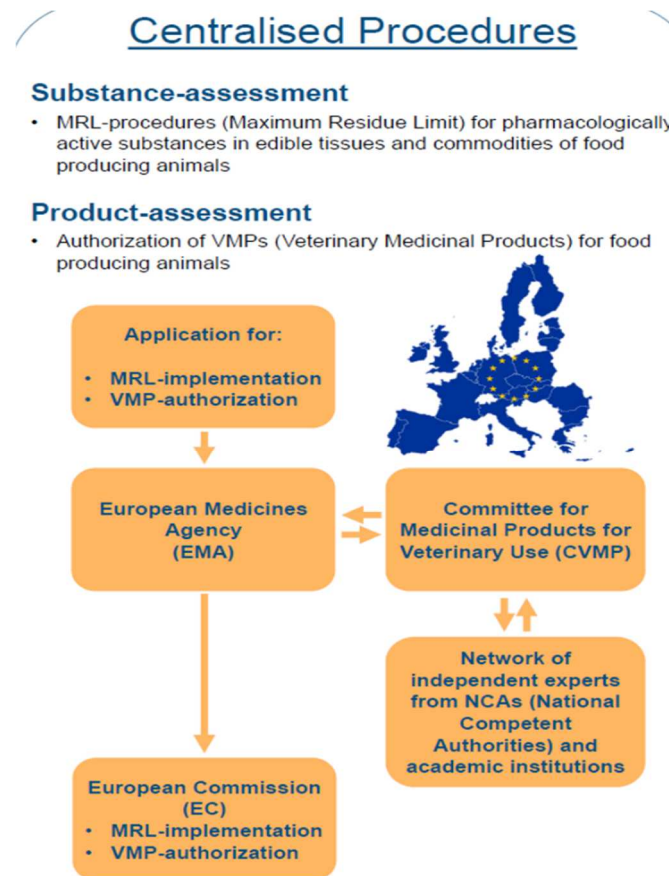 Centralised Procedures
Substance-assessment
• MRL-procedures (Maximum Residue Limit) for pharmacologically
active substances in edible tissues and commodities of food
producing animals
Product-assessment
• Authorization of VMPs (Veterinary Medicinal Products) for food
producing animals
Application for:
• MRL-implementation
• VMP-authorization
European Medicines
Agency
(EMA)
Committee for
Medicinal Products for
Veterinary Use (CVMP)
Network of
independent experts
from NCAs (National
Competent
Authorities) and
academic institutions
European Commission
(EC)
• MRL-implementation
• VMP-authorization